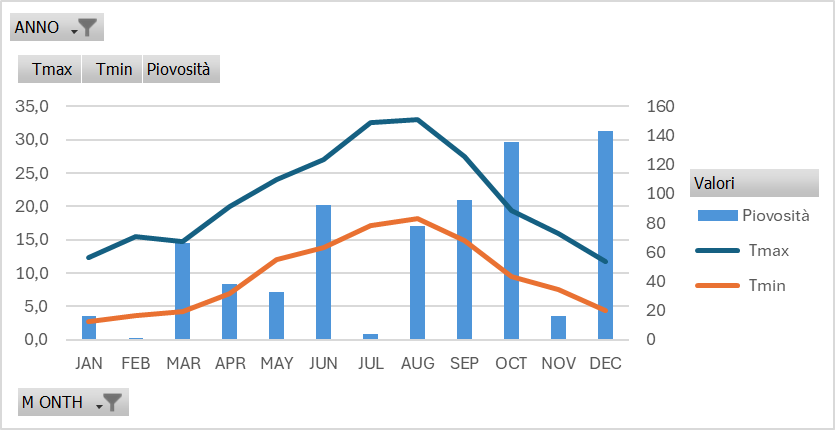 ANNO
Tmax Tmin Piovosità
35,0 160
30,0 140
25,0 120
20,0 100
15,0 80
10,0 60
5,0 40
0,0 20
0
Valori
Piovosità
Tmax
Tmin
JAN FEB MAR APR MAY JUN JUL AUG SEP OCT NOV DEC
M ONTH